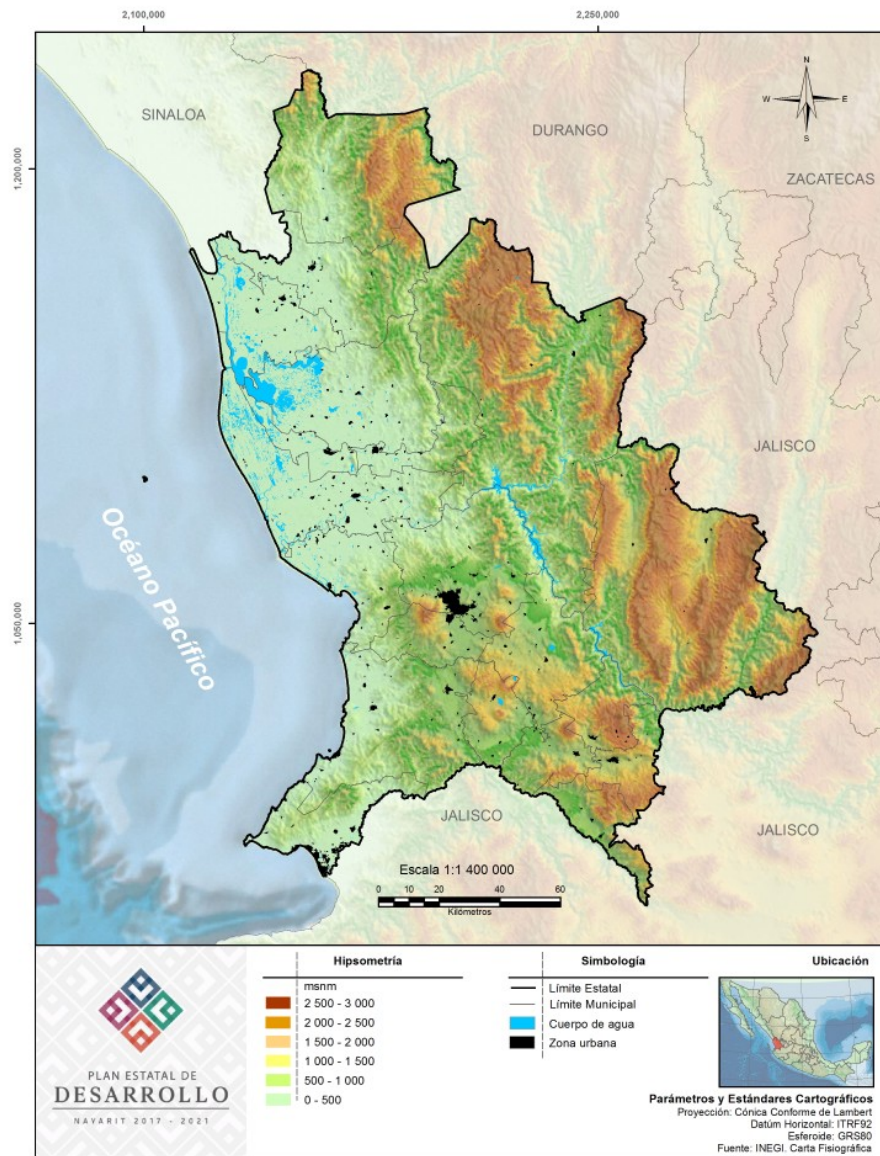 2,100,000
2,250,000
SINALOA
DURANGO
ZACATECAS
N
W
E
S
1,200,000
JALISCO
Océano Pacífico
1,050,000
JALISCO
JALISCO
Escala 1:1 400 000
0 10 20 40 60
Kilómetros
Hipsometría
msnm
2 500 - 3 000
2 000 - 2 500
1 500 - 2 000
1 000 - 1 500
500 - 1 000
0 - 500
Simbología
Límite Estatal
Límite Municipal
Cuerpo de agua
Zona urbana
Ubicación
PLAN ESTATAL DE
DESARROLLO
NAYARIT 2017 - 2021
Parámetros y Estándares Cartográficos
Proyección: Cónica Conforme de Lambert
Datúm Horizontal: ITRF92
Esferoide: GRS80
Fuente: INEGI. Carta Fisiográfica